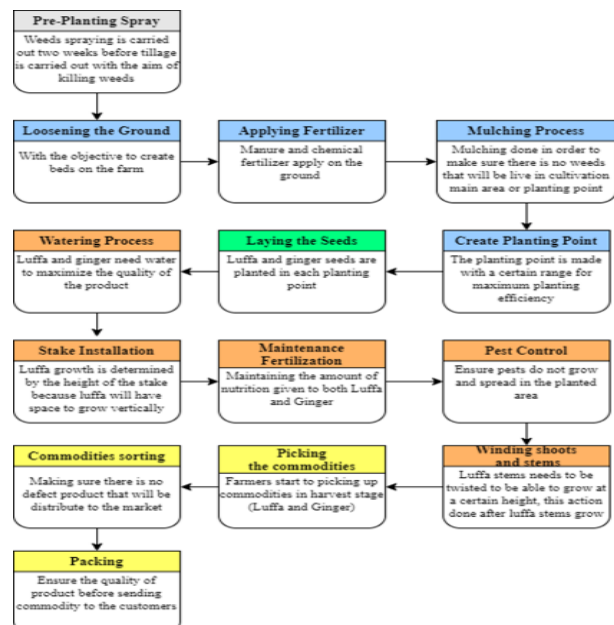 Pre-Planting Spray
Weeds spraying is carried
out two weeks before tillage
is carried out with the aim of
killing weeds
Loosening the Ground
With the objective to create
beds on the farm
Applying Fertilizer
Manure and chemical
fertilizer apply on the
ground
Mulching Process
Mulching done in order to
make sure there is no weeds
that will be live in cultivation
main area or planting point
Create Planting Point
The planting point is made
with a certain range for
maximum planting
efficiency
Laying the Seeds
Luffa and ginger seeds are
planted in each planting
point
Watering Process
Luffa and ginger need water
to maximize the quality of
the product
Stake Installation
Luffa growth is determined
by the height of the stake
because luffa will have
space to grow vertically
Maintenance
Fertilization
Maintaining the amount of
nutrition given to both Luffa
and Ginger
Pest Control
Ensure pests do not
grow and spread in the planted
area
Winding shoots
and stems
Luffa stems needs to be
twisted to be able to grow at
a certain height, this action
done after luffa stems grow
Picking
the commodities
Farmers start to picking up
commodities in harvest stage
(Luffa and Ginger)
Commodities sorting
Making sure there is no
defect product that will be
distribute to the market
Packing
Ensure the quality of
product before sending
commodity to the customers